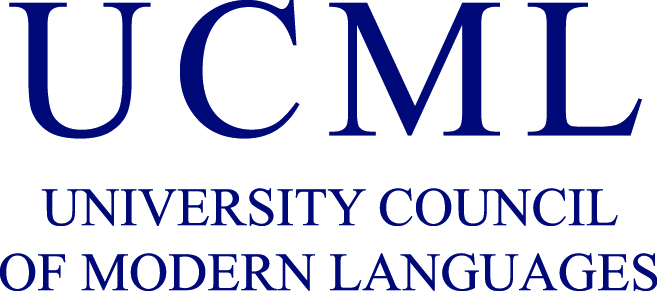 UCML
UNIVERSITY COUNCIL
OF MODERN LANGUAGES